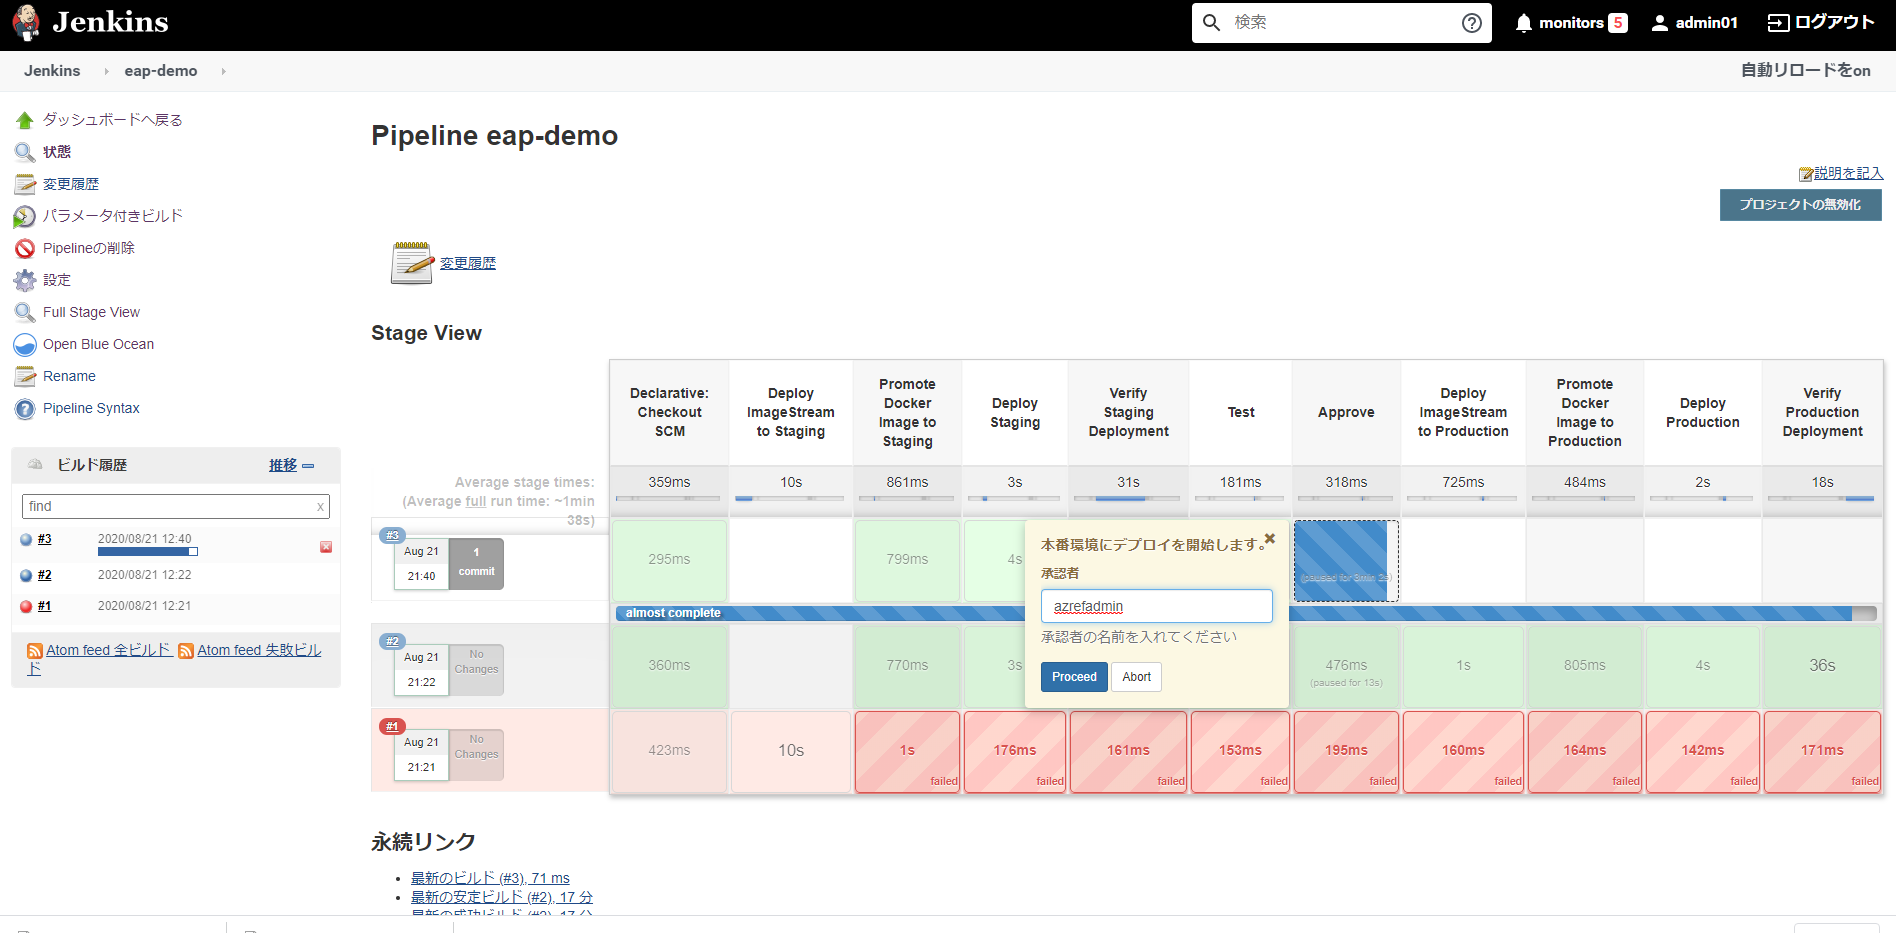 Jenkins
検索
monitors 5
admin01
ログアウト
Jenkins
eap-demo
自動リロードをon
ダッシュボードへ戻る
状態
変更履歴
パラメータ付きビルド
Pipelineの削除
設定
Full Stage View
Open Blue Ocean
Rename
Pipeline Syntax
ビルド履歴
推移
find
x
#3
2020/08/21 12:40
#2
2020/08/21 12:22
#1
2020/08/21 12:21
Atom feed 全ビルド
Atom feed 失敗ビル
ド
Pipeline eap-demo
説明を記入
プロジェクトの無効化
変更履歴
Stage View
Declarative:
Checkout
SCM
Deploy
ImageStream
to Staging
Promote
Docker
Image to
Staging
Deploy
Staging
Verify
Staging
Deployment
Test
Approve
Deploy
ImageStream
to Production
Promote
Docker
Image to
Production
Deploy
Production
Verify
Production
Deployment
Average stage times:
(Average full run time: ~1min
38s)
359ms
10s
861ms
3s
31s
181ms
318ms
725ms
484ms
2s
18s
#3
Aug 21
21:40
1
commit
295ms
799ms
4s
(paused for 3min 2s)
almost complete
本番環境にデプロイを開始します。
承認者
azrefadmin
承認者の名前を入れてください
Proceed
Abort
#2
Aug 21
21:22
No
Changes
360ms
770ms
3s
476ms
(paused for 13s)
1s
805ms
4s
36s
#1
Aug 21
21:21
No
Changes
423ms
10s
1s
failed
176ms
failed
161ms
failed
153ms
failed
195ms
failed
160ms
failed
164ms
failed
142ms
failed
171ms
failed
永続リンク
最新のビルド (#3), 71 ms
最新の安定ビルド (#2), 17 分
最新の成功ビルド (#2), 17 分